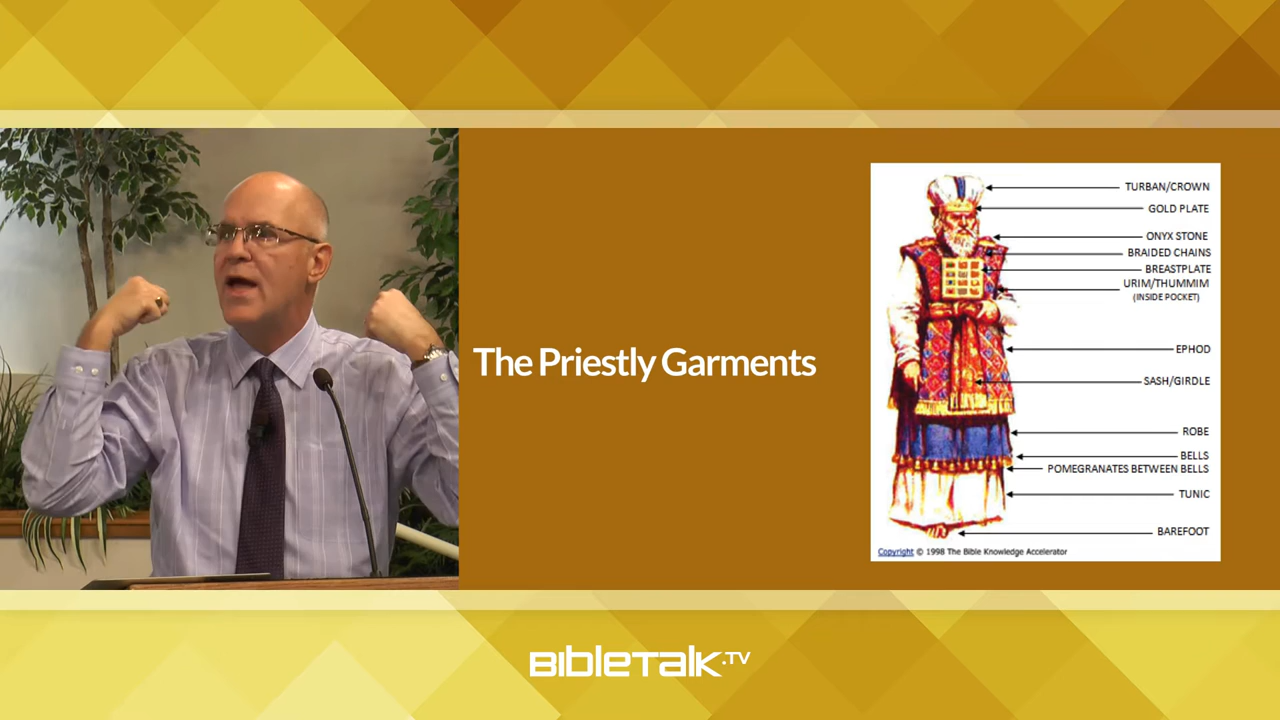 The Priestly Garments
TURBAN/CROWN
GOLD PLATE
ONYX STONE
BRAIDED CHAINS
BREASTPLATE
URIM/THUMMIM
(INSIDE POCKET)
EPHOD
SASH/GIRDLE
ROBE
BELLS
POMEGRANATES BETWEEN BELLS
TUNIC
BAREFOOT
Copyright © 1998 The Bible Knowledge Accelerator
BIBLETALK.TV